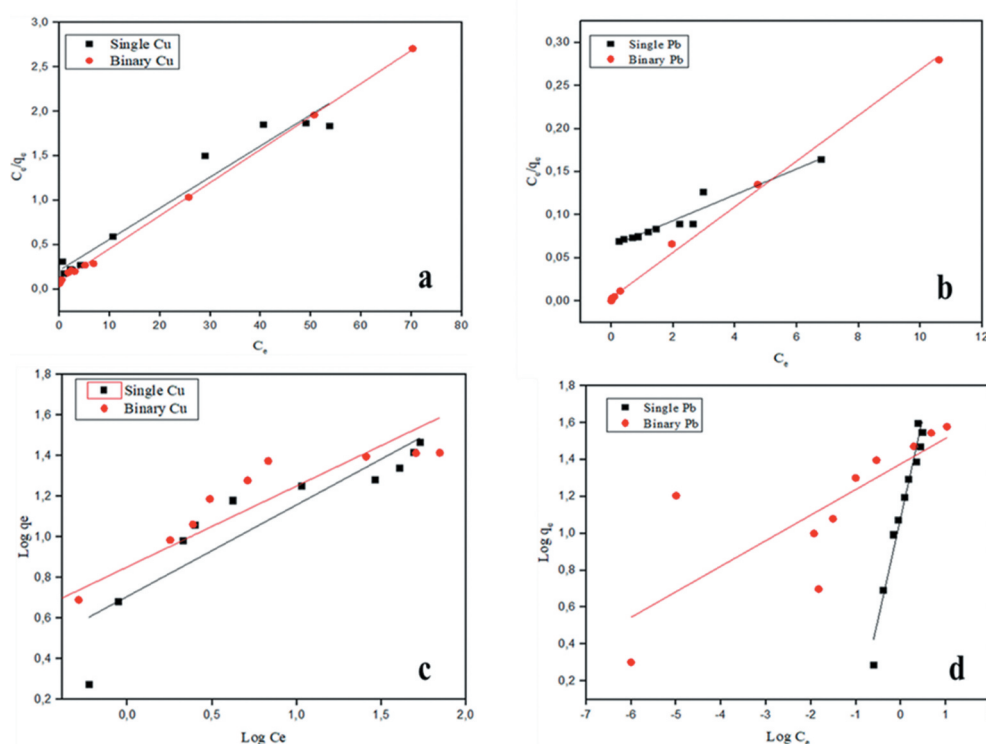 3,0
2,5
2,0
1,5
1,0
0,5
0,0
0 10 20 30 40 50 60 70 80
Cₑ/qₑ
Cₑ
Single Cu
Binary Cu
a
0,30
0,25
0,20
0,15
0,10
0,05
0,00
0 2 4 6 8 10 12
Cₑ/qₑ
Cₑ
Single Pb
Binary Pb
b
1,8
1,6
1,4
1,2
1,0
0,8
0,6
0,4
0,2
0,0 0,5 1,0 1,5 2,0
Log qe
Log Ce
Single Cu
Binary Cu
c
1,8
1,6
1,4
1,2
1,0
0,8
0,6
0,4
0,2
-7 -6 -5 -4 -3 -2 -1 0 1
Log qₑ
Log Cₑ
Single Pb
Binary Pb
d